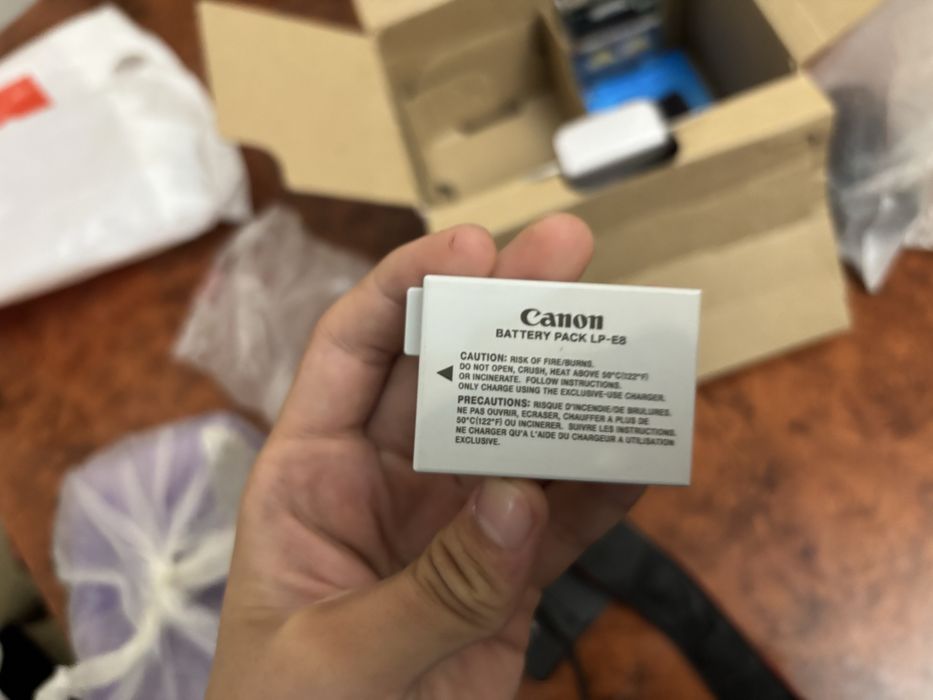 Canon
BATTERY PACK LP-E8
CAUTION: RISK OF FIRE/BURNS.
DO NOT OPEN, CRUSH, HEAT ABOVE 50°C(122°F)
OR INCINERATE. FOLLOW INSTRUCTIONS.
ONLY CHARGE USING THE EXCLUSIVE-USE CHARGER.
PRECAUTIONS: RISQUE D'INCENDIE/DE BRULURES.
NE PAS OUVRIR, ECRASER, CHAUFFER A PLUS DE
50°C(122°F) OU INCINERER. SUIVRE LES INSTRUCTIONS.
NE CHARGER QU'A L'AIDE DU CHARGEUR A UTILISATION
EXCLUSIVE.